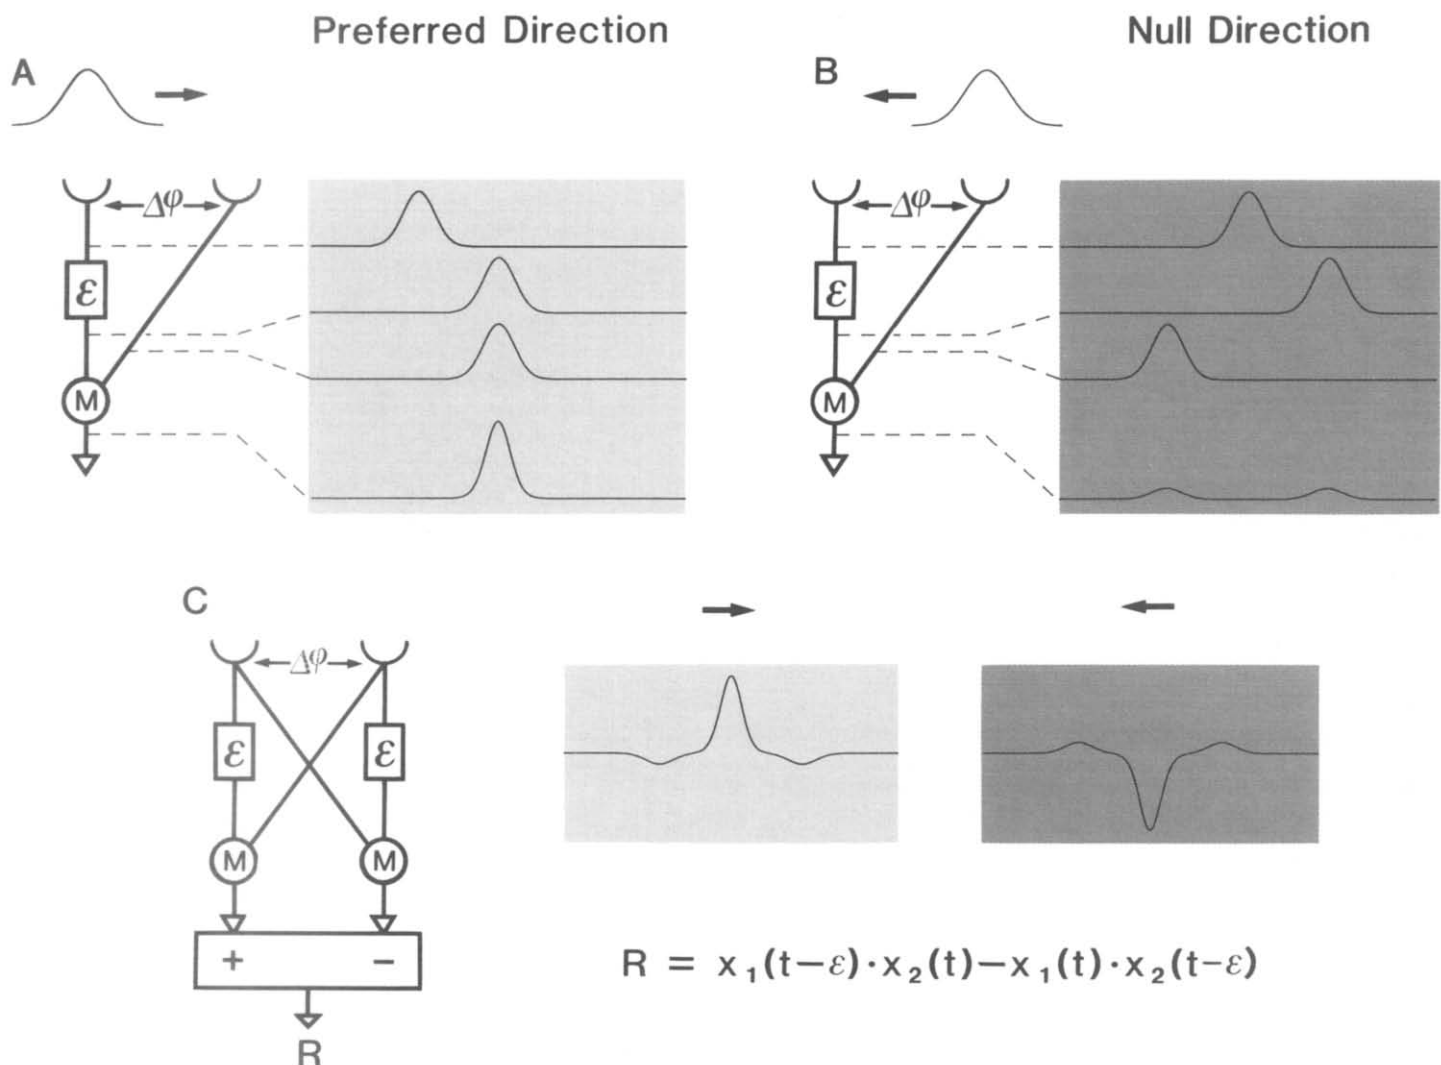 Preferred Direction
Null Direction
A
B
Δφ
Δφ
ε
ε
M
M
C
Δφ
ε ε
M M
+ −
R
R = x₁(t−ε)·x₂(t)−x₁(t)·x₂(t-ε)